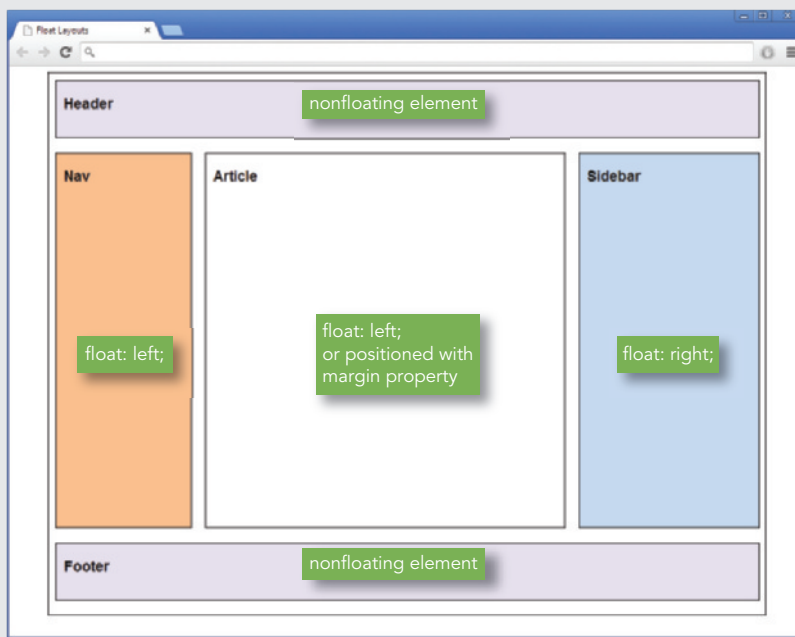 Float Layouts
Header
nonfloating element
Nav
Article
Sidebar
float: left;
float: left;
or positioned with
margin property
float: right;
Footer
nonfloating element